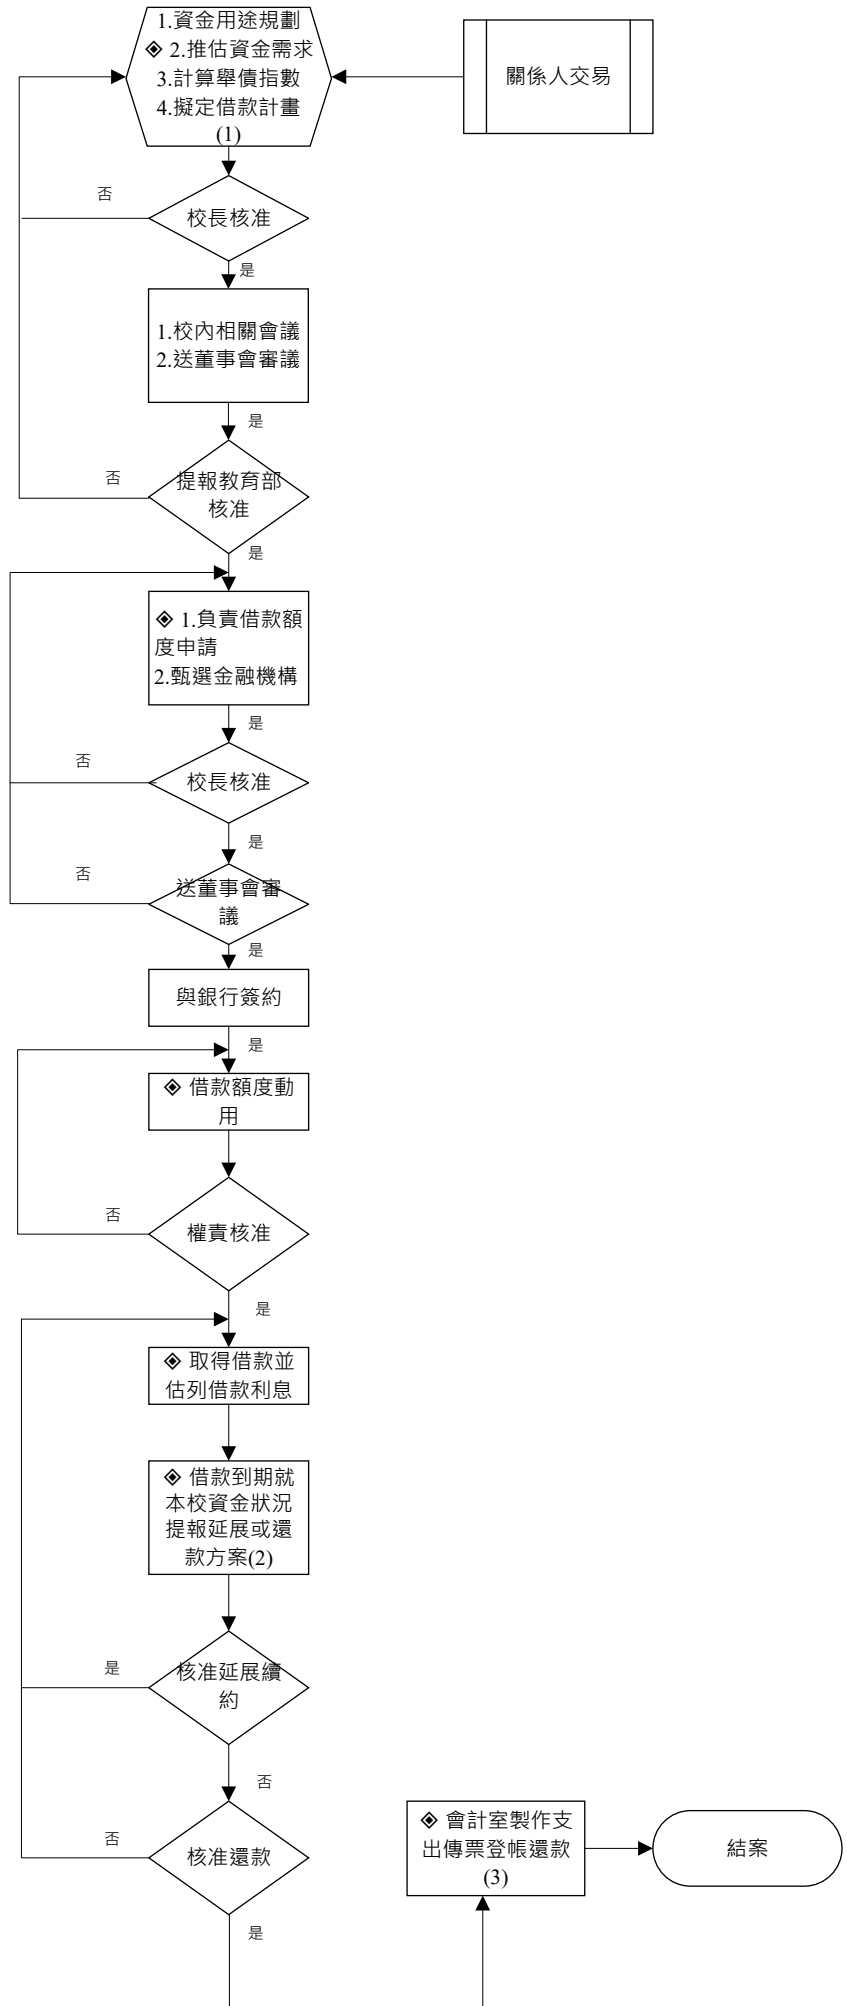 1.資金用途規劃
◈ 2.推估資金需求
3.計算舉債指數
4.擬定借款計畫
(1)
關係人交易
否
校長核准
是
1.校內相關會議
2.送董事會審議
是
否
提報教育部
核准
是
◈ 1.負責借款額
度申請
2.甄選金融機構
是
否
校長核准
是
否
送董事會審
議
是
與銀行簽約
是
◈ 借款額度動
用
否
權責核准
是
◈ 取得借款並
估列借款利息
◈ 借款到期就
本校資金狀況
提報延展或還
款方案(2)
是
核准延展續
約
否
否
核准還款
是
◈ 會計室製作支
出傳票登帳還款
(3)
結案